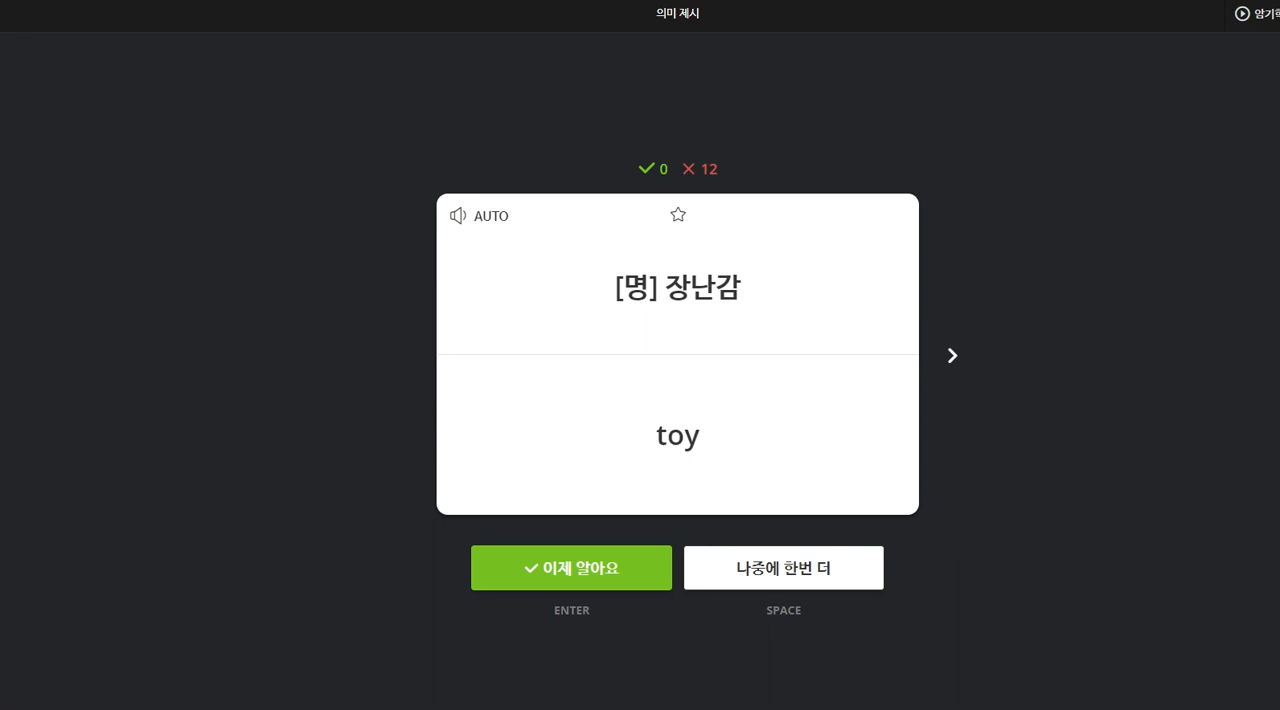 의미 제시
0 12
AUTO
[명] 장난감
toy
이제 알아요 나중에 한번 더
ENTER SPACE